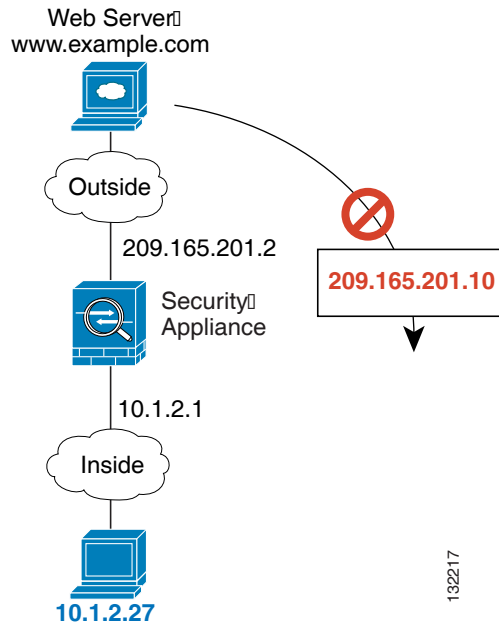 Web Server
www.example.com
Outside
209.165.201.2
209.165.201.10
Security
Appliance
10.1.2.1
Inside
10.1.2.27
132217